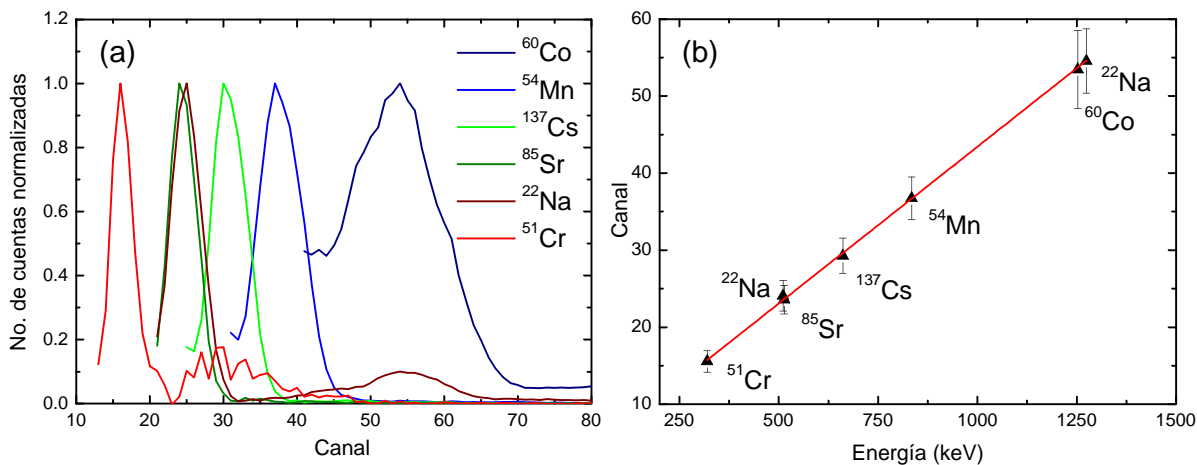 (a)
No. de cuentas normalizadas
1.2
1.0
0.8
0.6
0.4
0.2
0.0
10 20 30 40 50 60 70 80
Canal
⁶⁰Co
⁵⁴Mn
¹³⁷Cs
⁸⁵Sr
²²Na
⁵¹Cr
(b)
Canal
60
50
40
30
20
10
250 500 750 1000 1250 1500
Energía (keV)
²²Na
⁶⁰Co
⁵⁴Mn
¹³⁷Cs
²²Na
⁸⁵Sr
⁵¹Cr